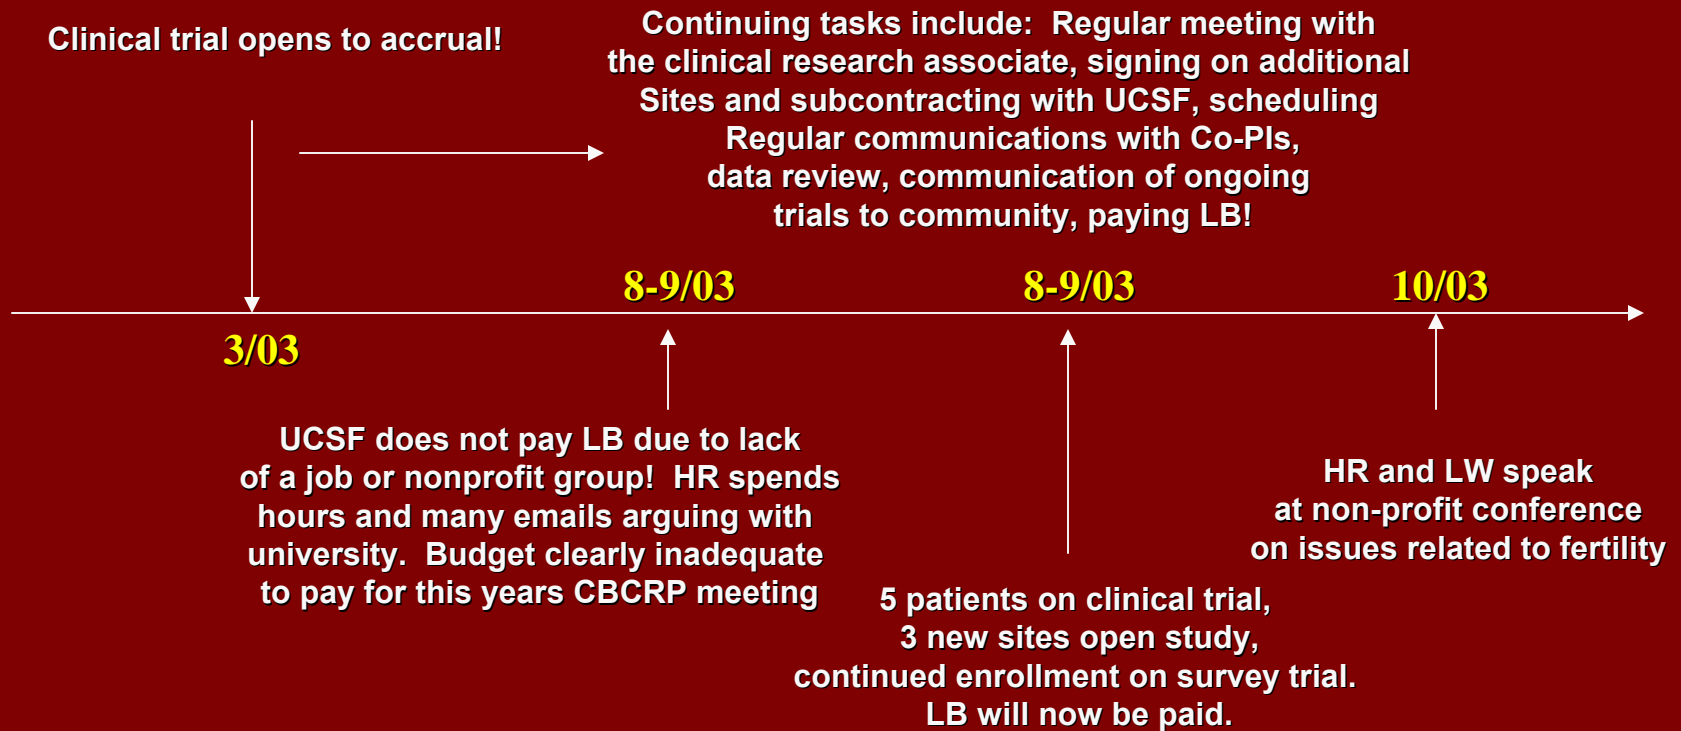 Clinical trial opens to accrual!
Continuing tasks include: Regular meeting with
the clinical research associate, signing on additional
Sites and subcontracting with UCSF, scheduling
Regular communications with Co-PIs,
data review, communication of ongoing
trials to community, paying LB!
8-9/03
8-9/03
10/03
3/03
UCSF does not pay LB due to lack
of a job or nonprofit group! HR spends
hours and many emails arguing with
university. Budget clearly inadequate
to pay for this years CBCRP meeting
5 patients on clinical trial,
3 new sites open study,
continued enrollment on survey trial.
LB will now be paid.
HR and LW speak
at non-profit conference
on issues related to fertility